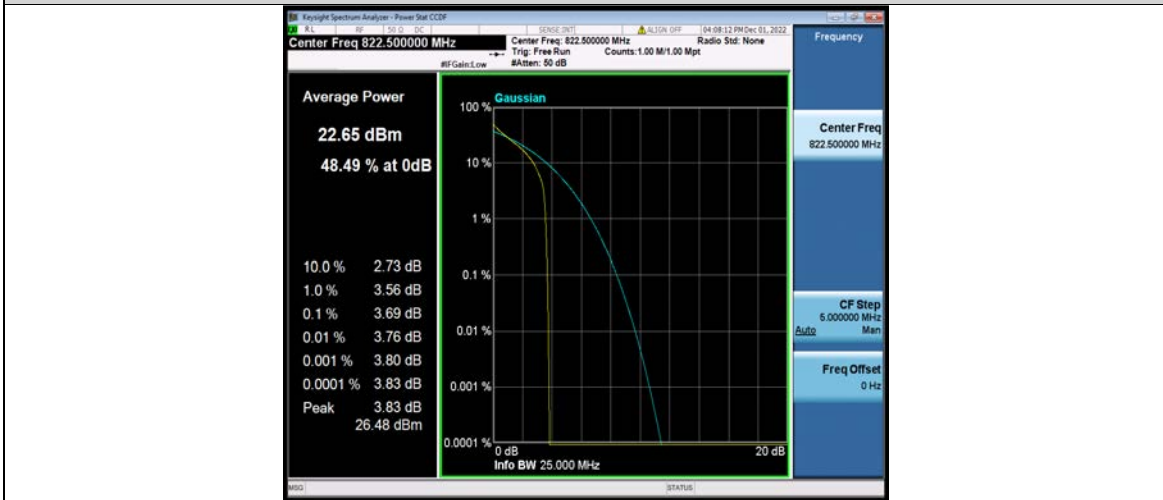 Keysight Spectrum Analyzer - Power Stat CCDF
RL RF 50 Ω DC SENSE:INT ALIGN OFF 04:08:12 PM Dec 01, 2022
Center Freq 822.500000 MHz
Center Freq: 822.500000 MHz Radio Std: None
Trig: Free Run Counts:1.00 M/1.00 Mpt
#IFGain:Low #Atten: 50 dB
Frequency
Average Power
22.65 dBm
48.49 % at 0dB
10.0 % 2.73 dB
1.0 % 3.56 dB
0.1 % 3.69 dB
0.01 % 3.76 dB
0.001 % 3.80 dB
0.0001 % 3.83 dB
Peak 3.83 dB
26.48 dBm
Gaussian
100 %
10 %
1 %
0.1 %
0.01 %
0.001 %
0.0001 %
0 dB 20 dB
Info BW 25.000 MHz
Center Freq
822.500000 MHz
CF Step
5.000000 MHz
Auto Man
Freq Offset
0 Hz
MSG STATUS